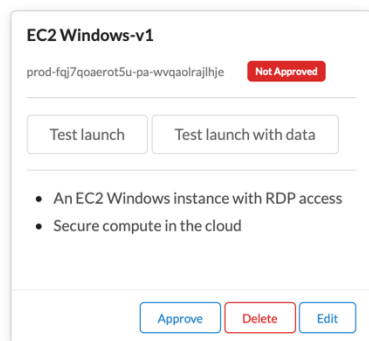 EC2 Windows-v1
prod-fqj7qoaerot5u-pa-wvqaolrajlhje Not Approved
Test launch Test launch with data
An EC2 Windows instance with RDP access
Secure compute in the cloud
Approve Delete Edit